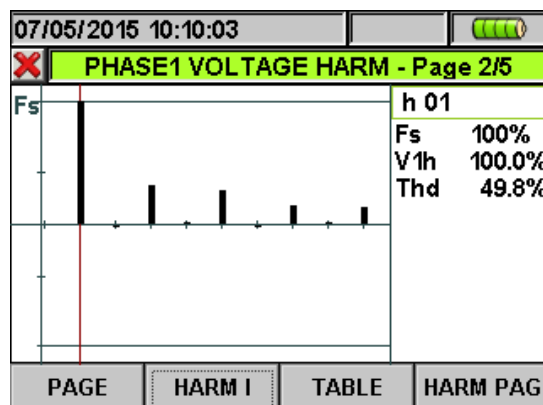 07/05/2015 10:10:03
PHASE1 VOLTAGE HARM - Page 2/5
Fs
h 01
Fs 100%
V1h 100.0%
Thd 49.8%
PAGE HARM I TABLE HARM PAG